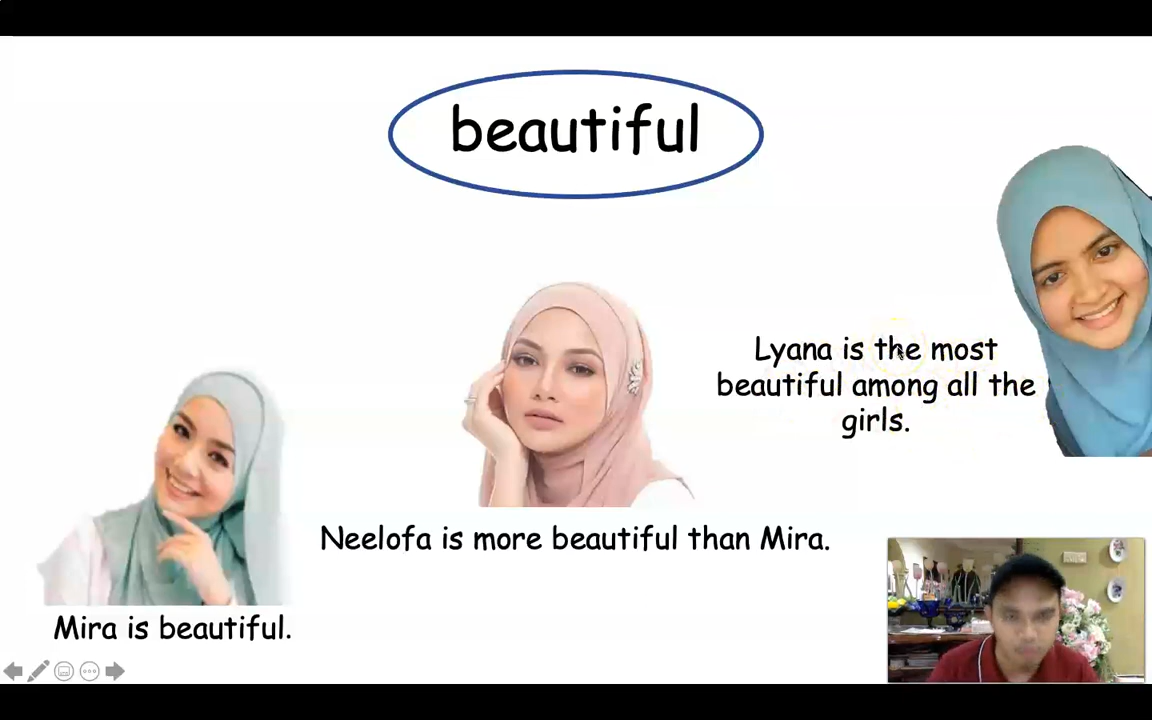 beautiful
Lyana is the most
beautiful among all the
girls.
Neelofa is more beautiful than Mira.
Mira is beautiful.